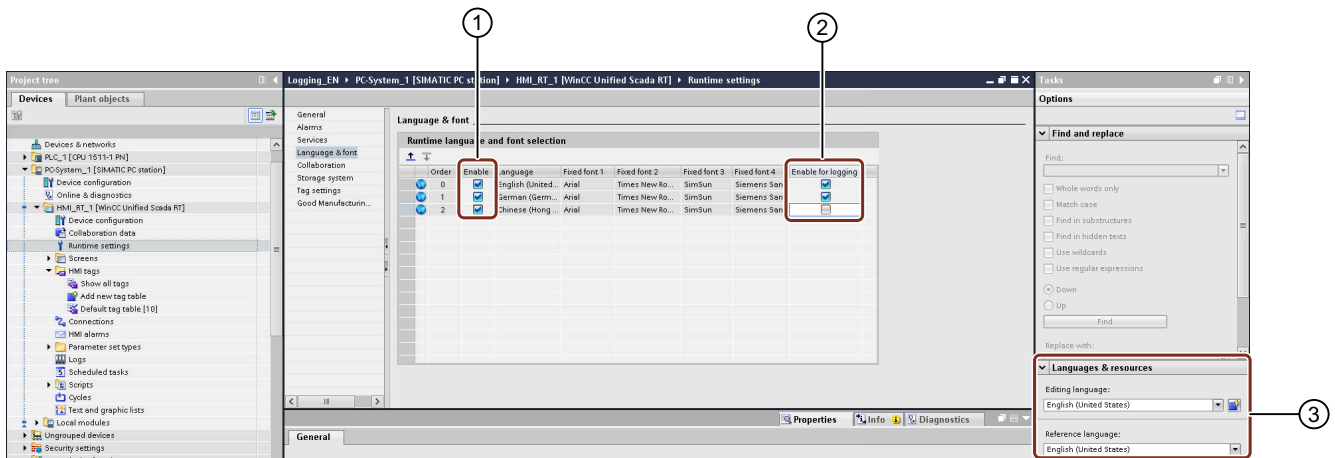 1
2
Project tree
Devices
Plant objects
Devices & networks
PLC_1 [CPU 1511-1 PN]
PC-System_1 [SIMATIC PC station]
Device configuration
Online & diagnostics
HMI_RT_1 [WinCC Unified Scada RT]
Device configuration
Collaboration data
Runtime settings
Screens
HMI tags
Show all tags
Add new tag table
Default tag table [10]
Connections
HMI alarms
Parameter set types
Logs
Scheduled tasks
Scripts
Cycles
Text and graphic lists
Local modules
Ungrouped devices
Security settings
Logging_EN PC-System_1 [SIMATIC PC station] HMI_RT_1 [WinCC Unified Scada RT] Runtime settings
General
Alarms
Services
Language & font
Collaboration
Storage system
Tag settings
Good Manufacturin...
Language & font
Runtime language and font selection
Order Enable Language Fixed font 1 Fixed font 2 Fixed font 3 Fixed font 4 Enable for logging
0 English (United... Arial Times New Ro... SimSun Siemens San
1 German (Germ... Arial Times New Ro... SimSun Siemens San
2 Chinese (Hong ... Arial Times New Ro... SimSun Siemens San
Properties
Info
Diagnostics
General
Tasks
Options
Find and replace
Find:
Whole words only
Match case
Find in substructures
Find in hidden texts
Use wildcards
Use regular expressions
Down
Up
Find
Replace with:
Languages & resources
Editing language:
English (United States)
Reference language:
English (United States)
3